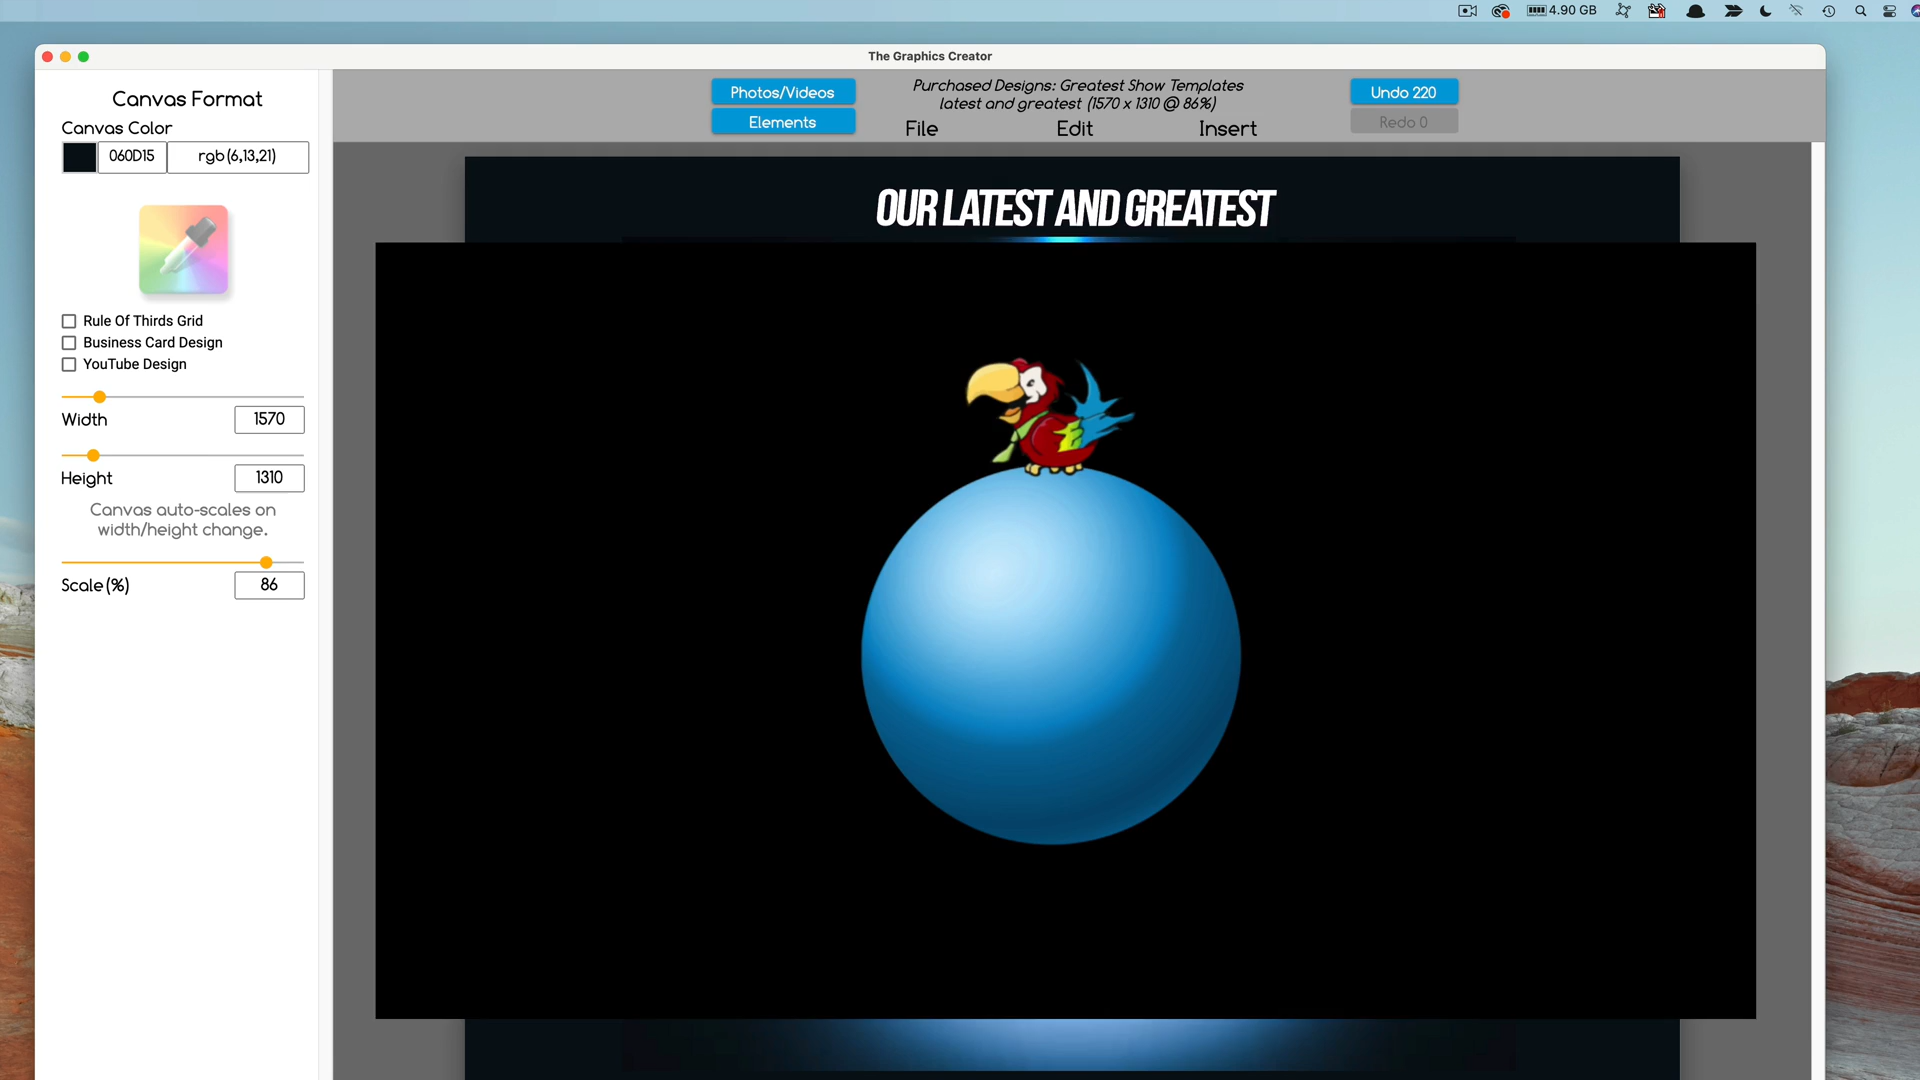 4.90 GB
The Graphics Creator
Canvas Format
Canvas Color
060D15
rgb(6,13,21)
Rule Of Thirds Grid
Business Card Design
YouTube Design
Width
1570
Height
1310
Canvas auto-scales on
width/height change.
Scale(%)
86
Photos/Videos
Elements
Purchased Designs: Greatest Show Templates
latest and greatest (1570 x 1310 @ 86%)
File
Edit
Insert
Undo 220
Redo 0
OUR LATEST AND GREATEST